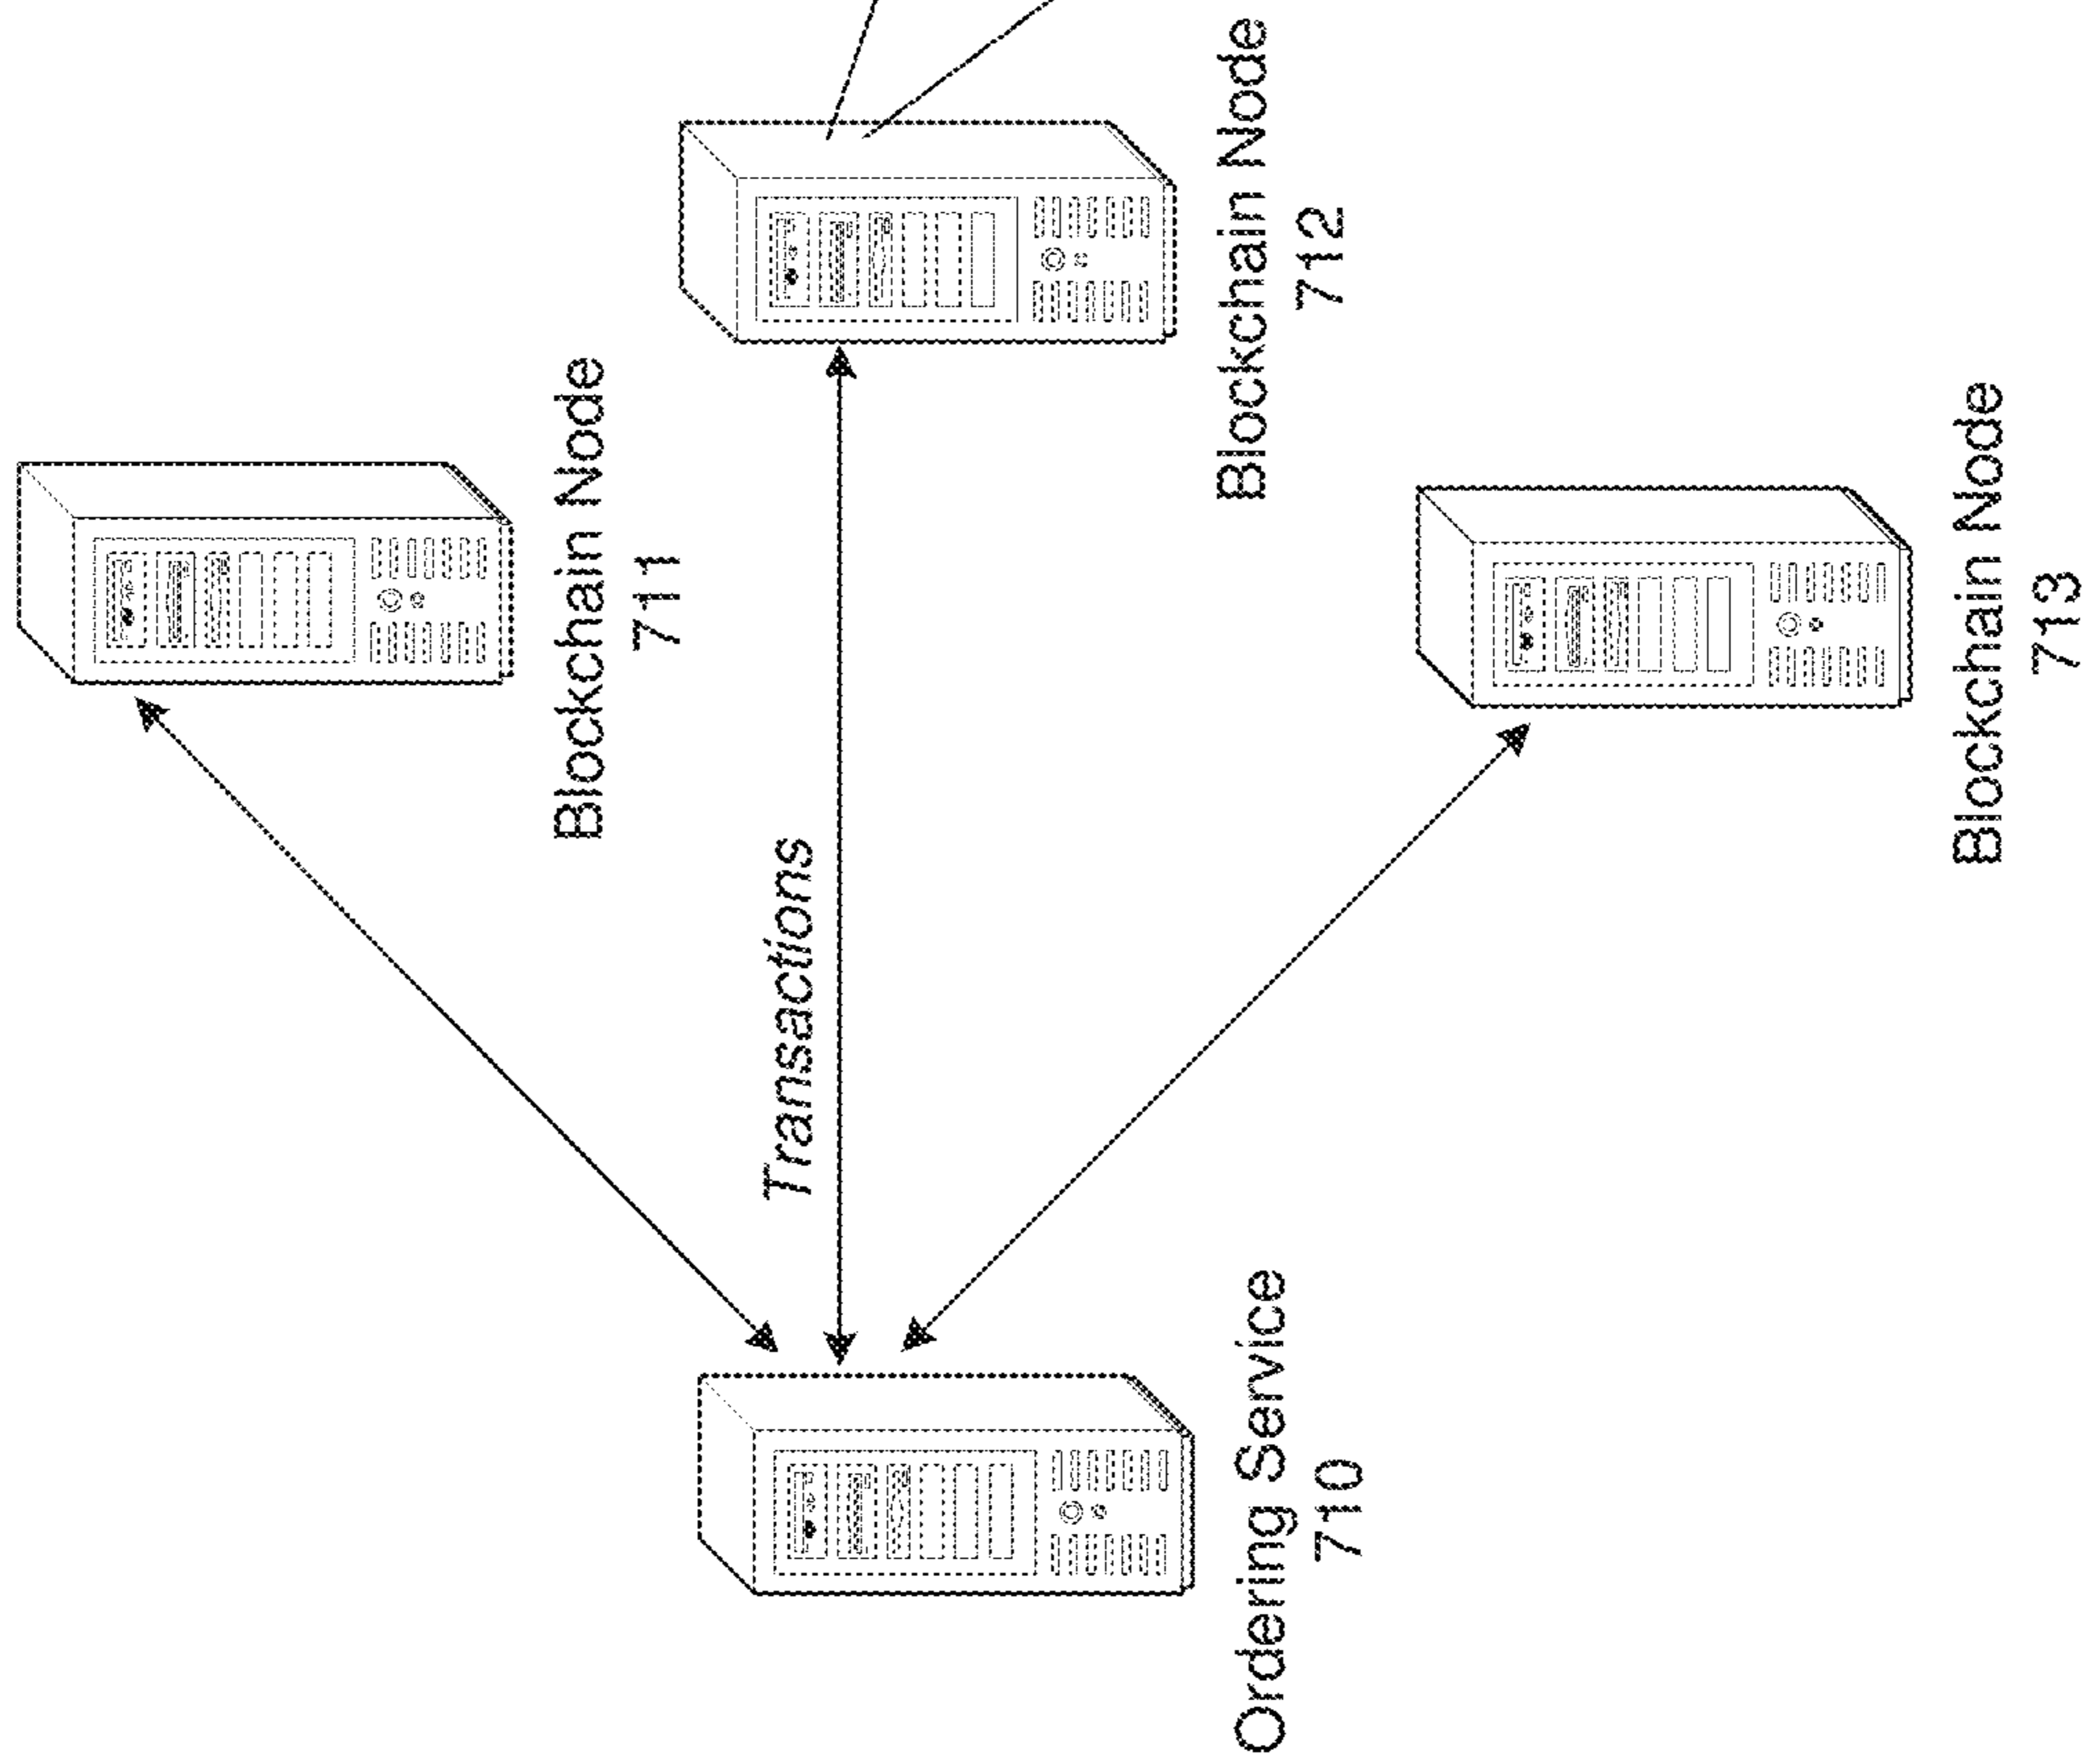 Blockchain Node
711
Transactions
Ordering Service
710
Blockchain Node
712
Blockchain Node
713